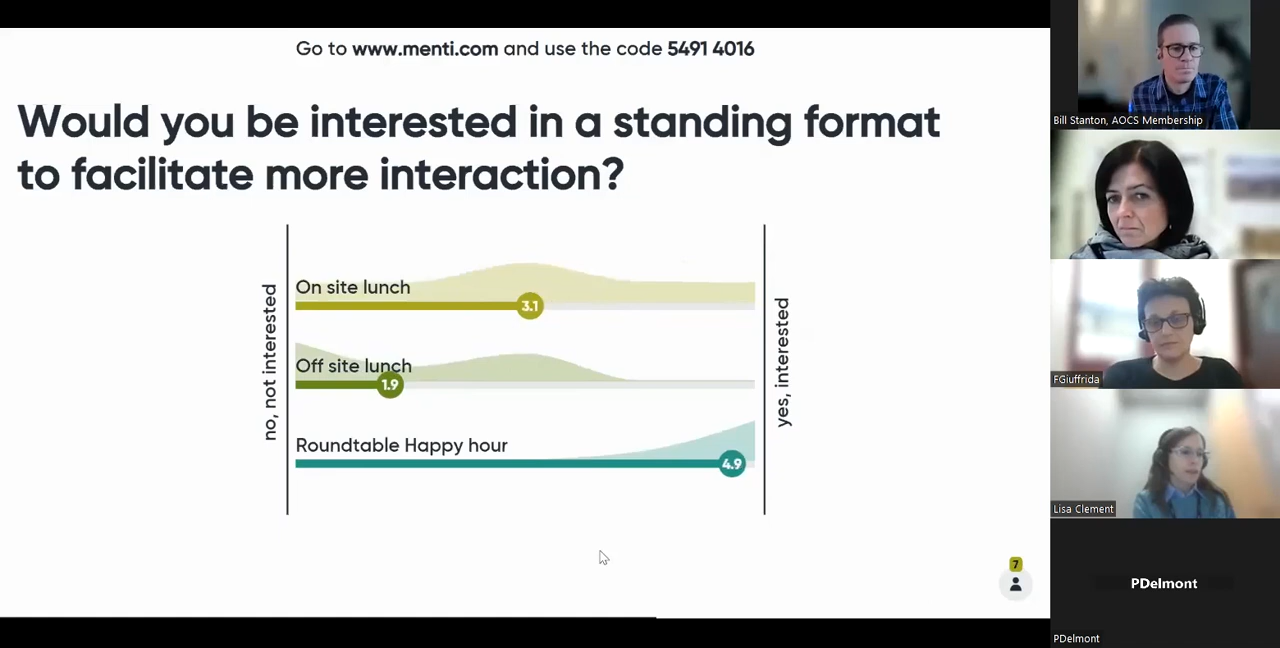 Go to www.menti.com and use the code 5491 4016
Would you be interested in a standing format
to facilitate more interaction?
no, not interested
On site lunch
3.1
Off site lunch
1.9
Roundtable Happy hour
4.9
yes, interested
7
Bill Stanton, AOCS Membership
FGiuffrida
Lisa Clement
PDelmont
PDelmont